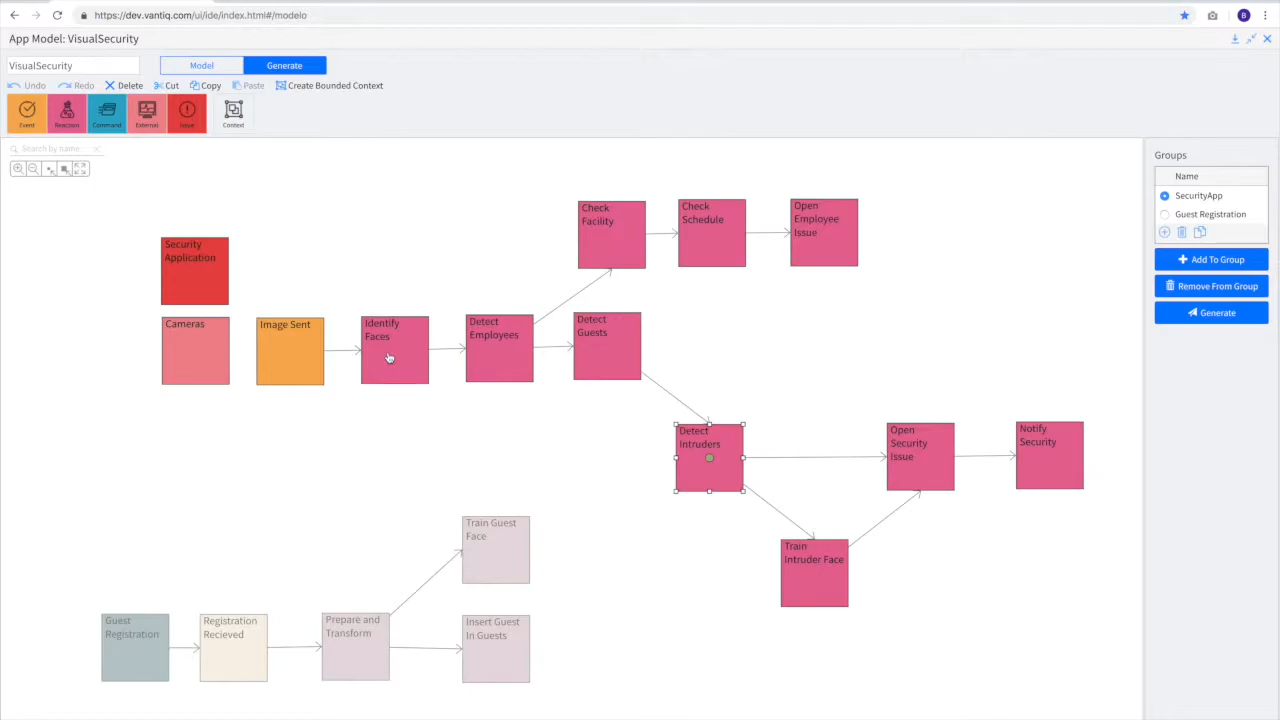 https://dev.vantiq.com/ui/ide/index.html#/modelo
B
App Model: VisualSecurity
VisualSecurity
Model
Generate
Undo
Redo
Delete
Cut
Copy
Paste
Create Bounded Context
Event
Reaction
Command
External
Issue
Context
Search by name
Groups
Name
SecurityApp
Guest Registration
Add To Group
Remove From Group
Generate
Check
Facility
Check
Schedule
Open
Employee
Issue
Security
Application
Cameras
Image Sent
Identify
Faces
Detect
Employees
Detect
Guests
Detect
Intruders
Open
Security
Issue
Notify
Security
Train
Intruder Face
Train Guest
Face
Guest
Registration
Registration
Recieved
Prepare and
Transform
Insert Guest
In Guests